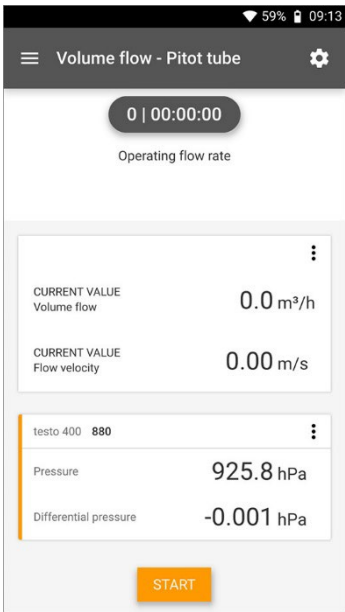 59% 09:13
Volume flow - Pitot tube
0 | 00:00:00
Operating flow rate
CURRENT VALUE
Volume flow
0.0 m³/h
CURRENT VALUE
Flow velocity
0.00 m/s
testo 400 880
Pressure
925.8 hPa
Differential pressure
-0.001 hPa
START